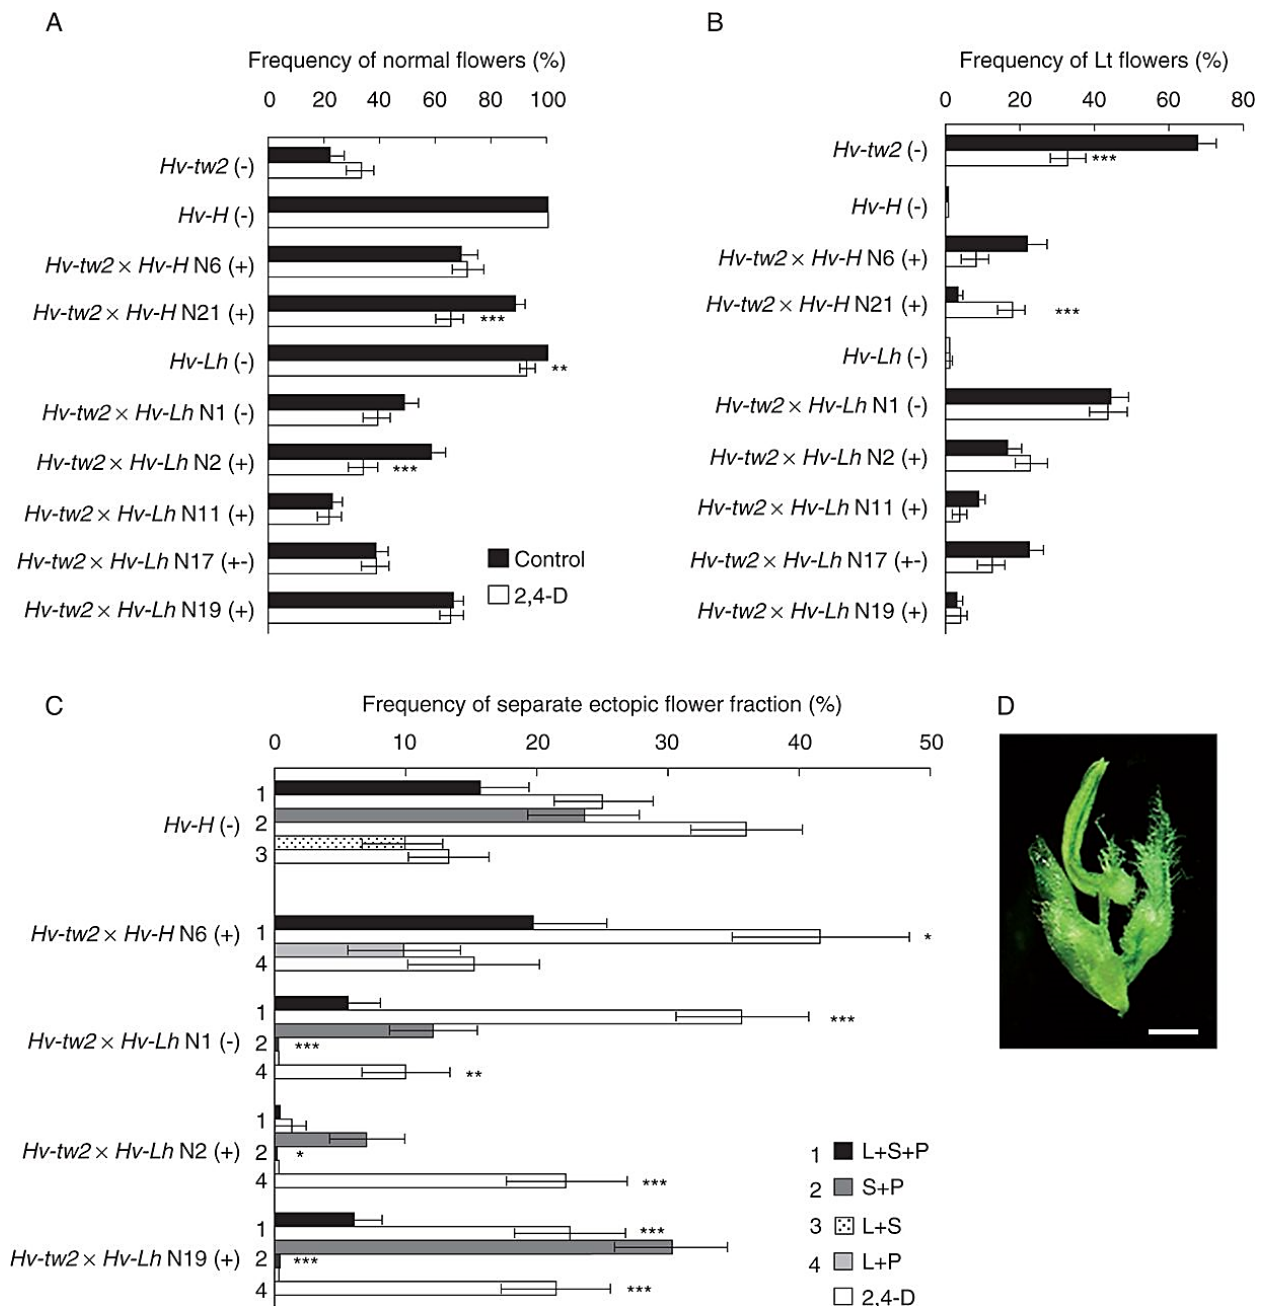 A
Frequency of normal flowers (%)
0 20 40 60 80 100
Hv-tw2 (-)
Hv-H (-)
Hv-tw2 × Hv-H N6 (+)
Hv-tw2 × Hv-H N21 (+)
***
Hv-Lh (-)
**
Hv-tw2 × Hv-Lh N1 (-)
Hv-tw2 × Hv-Lh N2 (+)
***
Hv-tw2 × Hv-Lh N11 (+)
Hv-tw2 × Hv-Lh N17 (+-)
Hv-tw2 × Hv-Lh N19 (+)
Control
2,4-D
B
Frequency of Lt flowers (%)
0 20 40 60 80
Hv-tw2 (-)
***
Hv-H (-)
Hv-tw2 × Hv-H N6 (+)
Hv-tw2 × Hv-H N21 (+)
***
Hv-Lh (-)
Hv-tw2 × Hv-Lh N1 (-)
Hv-tw2 × Hv-Lh N2 (+)
Hv-tw2 × Hv-Lh N11 (+)
Hv-tw2 × Hv-Lh N17 (+-)
Hv-tw2 × Hv-Lh N19 (+)
C
Frequency of separate ectopic flower fraction (%)
0 10 20 30 40 50
1
Hv-H (-) 2
3
Hv-tw2 × Hv-H N6 (+) 1 *
4
1 ***
Hv-tw2 × Hv-Lh N1 (-) 2 ***
4 **
1
Hv-tw2 × Hv-Lh N2 (+) 2 *
4 ***
1 ***
Hv-tw2 × Hv-Lh N19 (+) 2 ***
4 ***
1 L+S+P
2 S+P
3 L+S
4 L+P
2,4-D
D